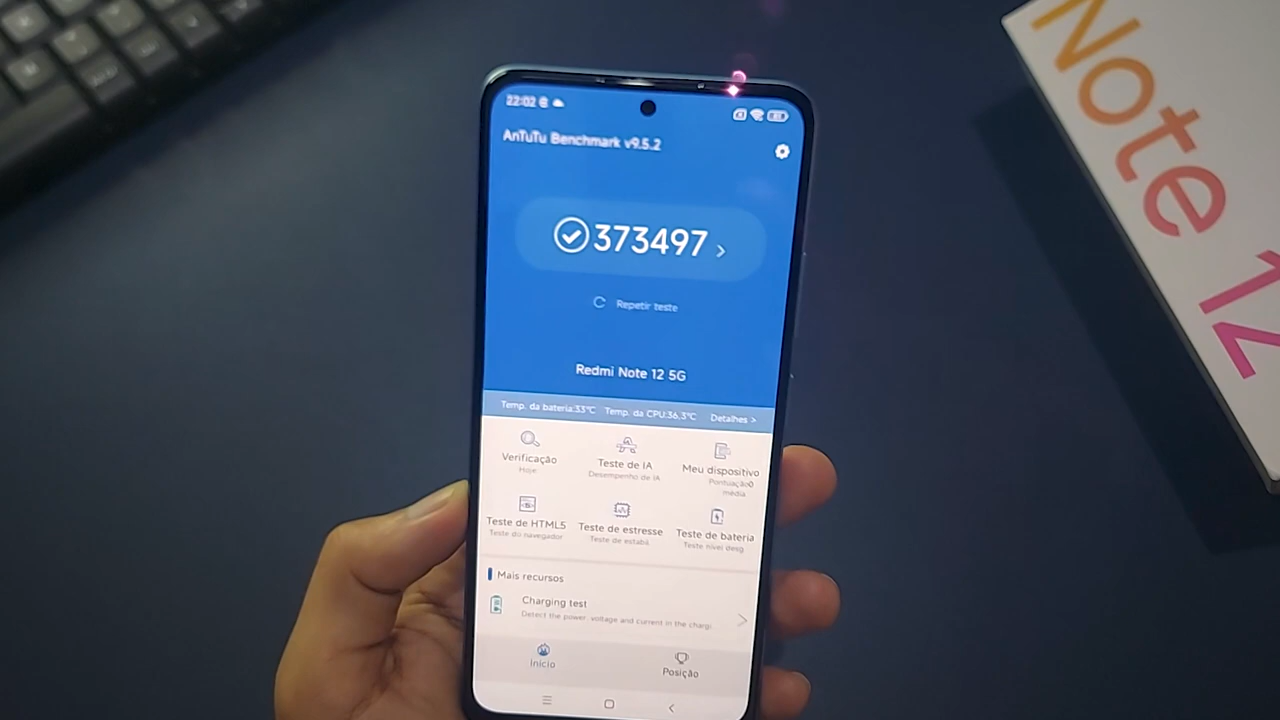 22:02
AnTuTu Benchmark v9.5.2
373497
Repetir teste
Redmi Note 12 5G
Temp. da bateria:33°C Temp. da CPU:36,3°C Detalhes >
Verificação
Hoje
Teste de IA
Desempenho de IA
Meu dispositivo
Pontuação0
média
Teste de HTML5
Teste do navegador
Teste de estresse
Teste de estabil
Teste de bateria
Teste nível desg
Mais recursos
Charging test
Detect the power, voltage and current in the chargi
Início
Posição
Note 12